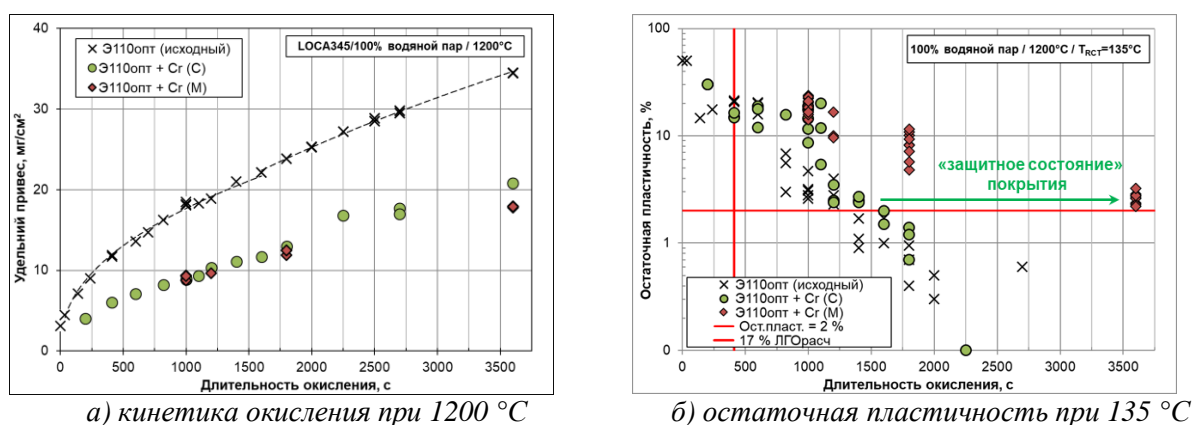 40
30
20
10
0
Удельный привес, мг/см²
LOCA345/100% водяной пар / 1200°C
Э110опт (исходный)
Э110опт + Cr (C)
Э110опт + Cr (M)
0 500 1000 1500 2000 2500 3000 3500
Длительность окисления, с
а) кинетика окисления при 1200 °C
100
10
1
0
Остаточная пластичность, %
100% водяной пар / 1200°C / TRCT=135°C
«защитное состояние»
покрытия
Э110опт (исходный)
Э110опт + Cr (C)
Э110опт + Cr (M)
Ост.пласт. = 2 %
17 % ЛГОрасч
0 500 1000 1500 2000 2500 3000 3500
Длительность окисления, с
б) остаточная пластичность при 135 °C